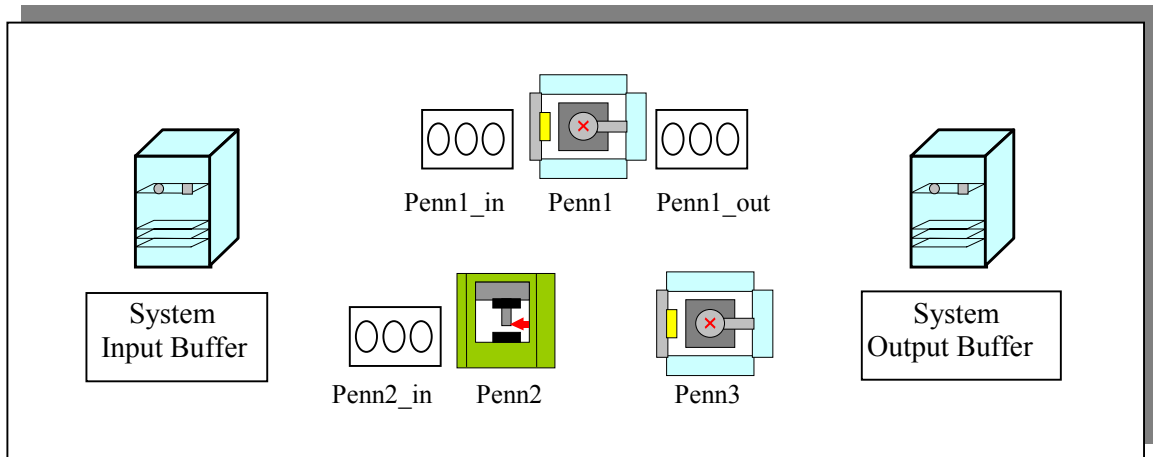 Penn1_in
Penn1
Penn1_out
System
Input Buffer
System
Output Buffer
Penn2_in
Penn2
Penn3